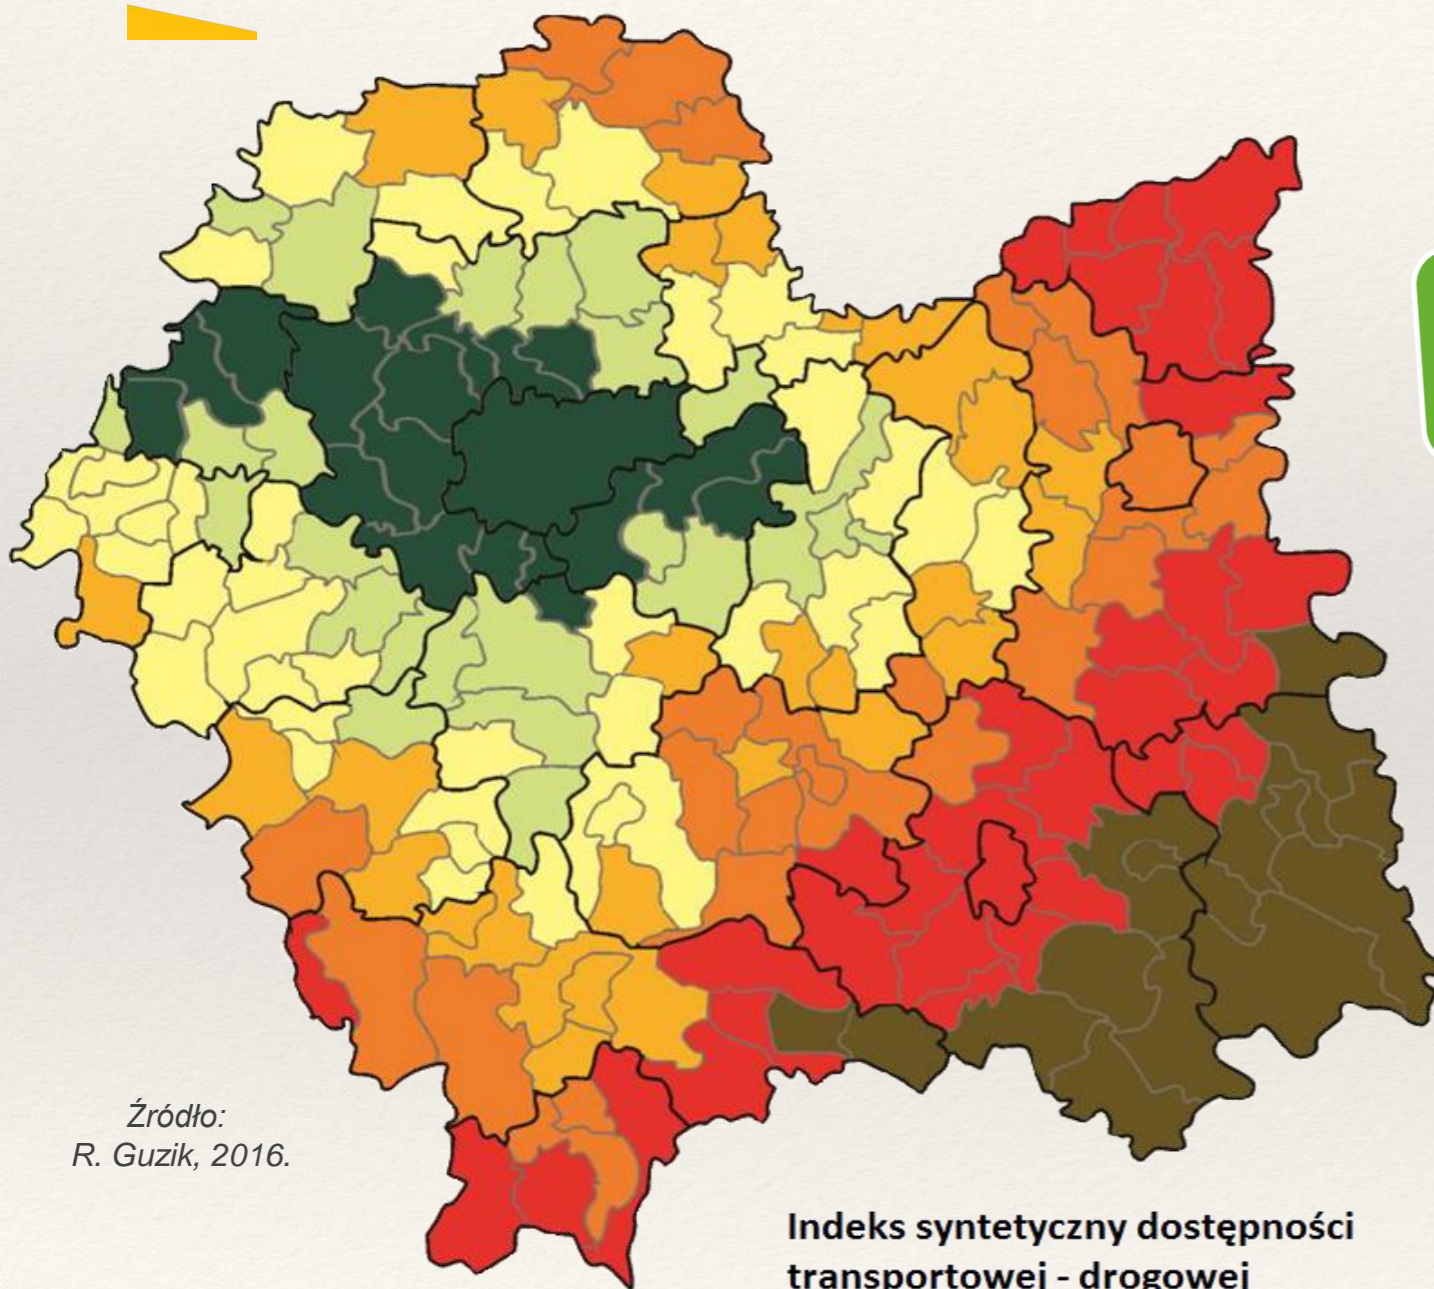 Źródło:
R. Guzik, 2016.
Indeks syntetyczny dostępności
transportowej - drogowej